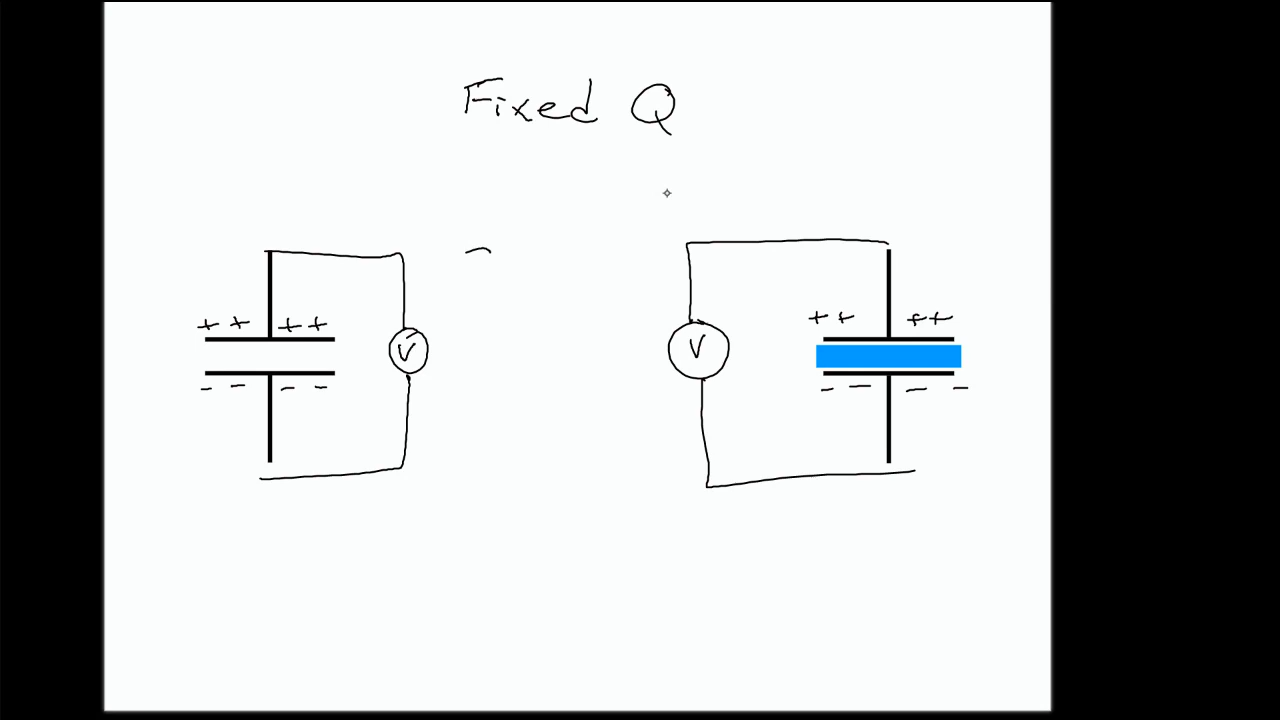 Fixed Q
+ + + +
V
- - - -
V
+ + + +
- - - -